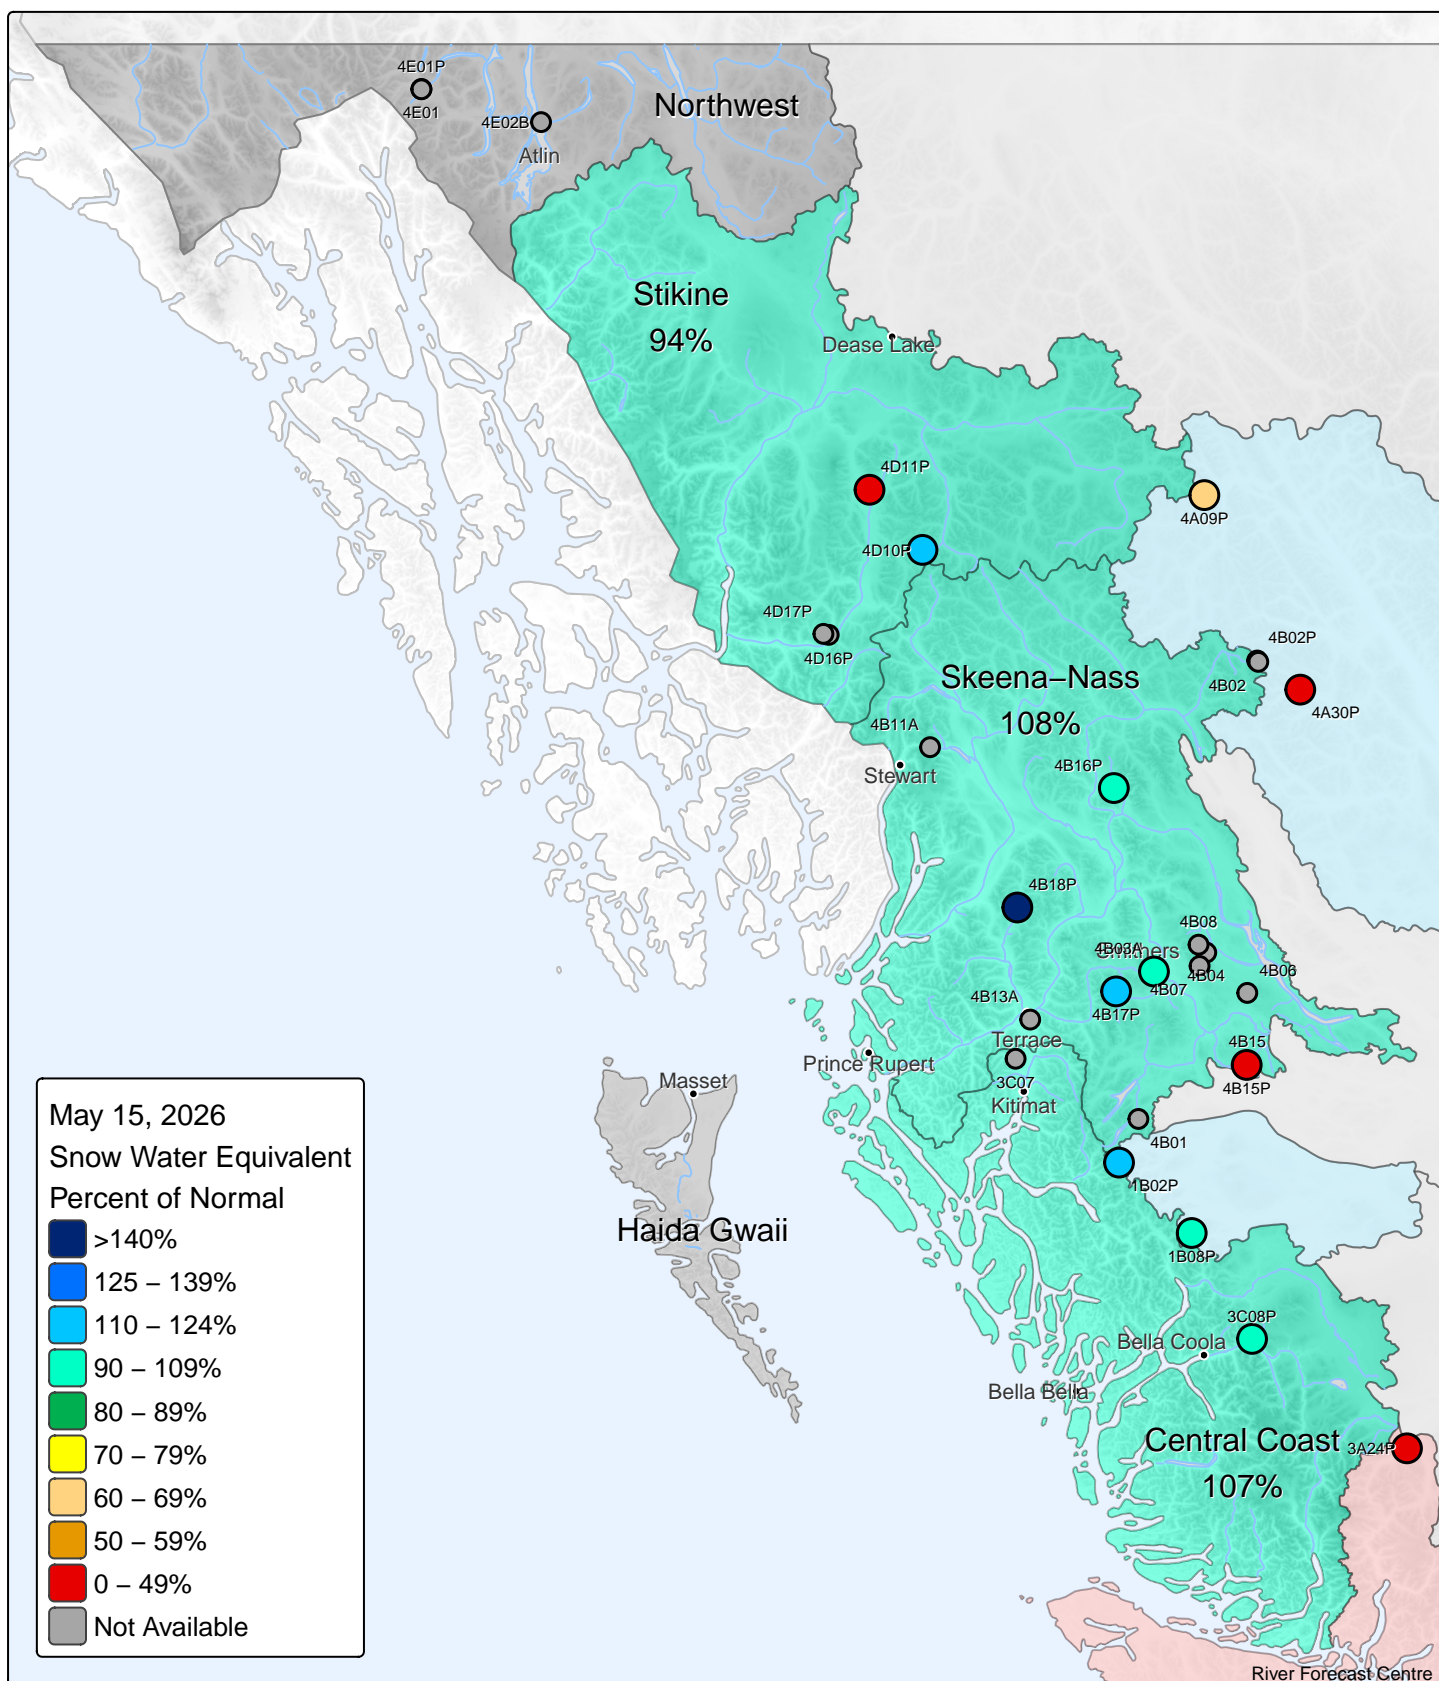 4E01P
4E01
4E02B
Atlin
Northwest
Stikine
94%
Dease Lake
4D11P
4A09P
4D10P
4D17P
4D16P
4B02P
4B02
4A30P
Skeena–Nass
108%
4B11A
Stewart
4B16P
4B18P
4B08
4B03A
Smithers
4B04
4B06
4B07
4B17P
4B13A
Terrace
4B15
4B15P
Prince Rupert
3C07
Kitimat
Masset
4B01
1B02P
Haida Gwaii
1B08P
3C08P
Bella Coola
Bella Bella
Central Coast
107%
3A24P
May 15, 2026
Snow Water Equivalent
Percent of Normal
>140%
125 – 139%
110 – 124%
90 – 109%
80 – 89%
70 – 79%
60 – 69%
50 – 59%
0 – 49%
Not Available
River Forecast Centre